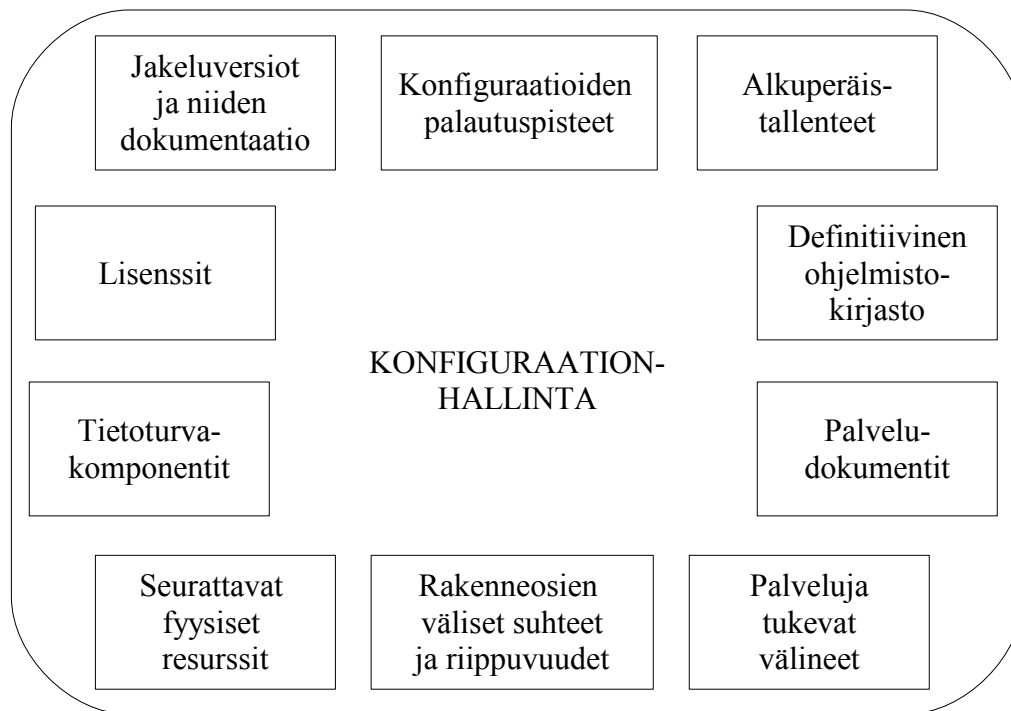 Jakeluversiot
ja niiden
dokumentaatio
Konfiguraatioiden
palautuspisteet
Alkuperäis-
tallenteet
Lisenssit
Definitiivinen
ohjelmisto-
kirjasto
KONFIGURAATION-
HALLINTA
Tietoturva-
komponentit
Palvelu-
dokumentit
Seurattavat
fyysiset
resurssit
Rakenneosien
väliset suhteet
ja riippuvuudet
Palveluja
tukevat
välineet